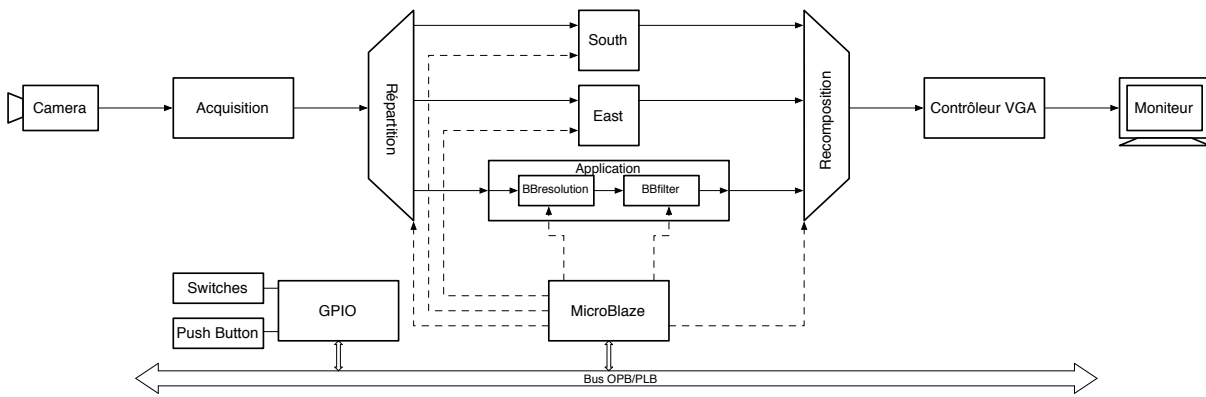 South
Camera
Acquisition
Répartition
East
Recomposition
Contrôleur VGA
Moniteur
Application
BBresolution
BBfilter
Switches
Push Button
GPIO
MicroBlaze
Bus OPB/PLB